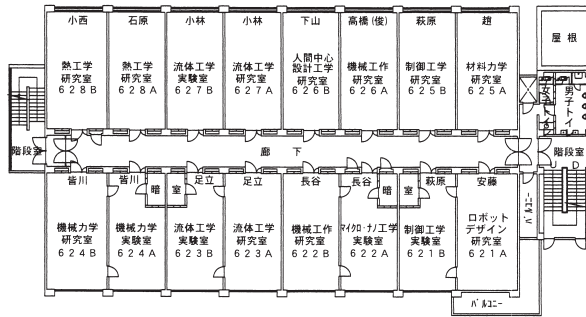 小西
熱工学
研究室
628B
石原
熱工学
研究室
628A
小林
流体工学
実験室
627B
小林
流体工学
研究室
627A
下山
人間中心
設計工学
研究室
626B
高橋(俊)
機械工作
研究室
626A
萩原
制御工学
研究室
625B
趙
材料力学
研究室
625A
屋根
女子トイレ
男子トイレ
階段室
廊下
階段室
U
D
皆川
機械力学
研究室
624B
皆川
機械力学
実験室
624A
暗室
足立
流体工学
実験室
623B
足立
流体工学
研究室
623A
長谷
機械工作
研究室
622B
長谷
マイクロ・ナノ工学
実験室
622A
暗室
萩原
制御工学
実験室
621B
安藤
ロボット
デザイン
研究室
621A
バルコニー
バルコニー